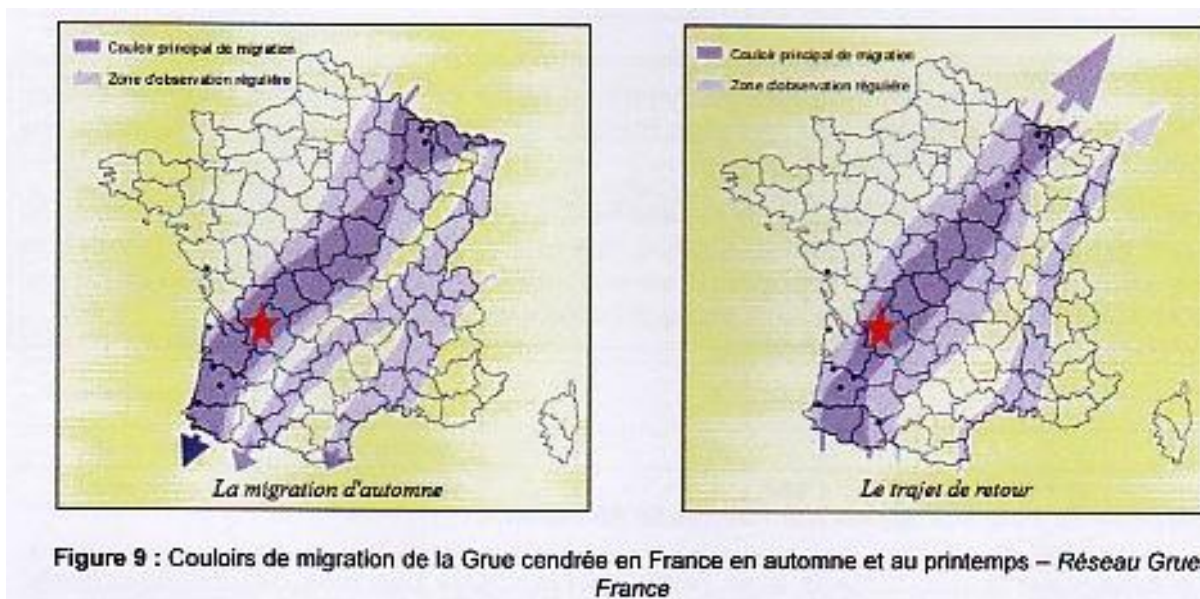 Couloir principal de migration
Zone d'observation régulière
La migration d'automne
Couloir principal de migration
Zone d'observation régulière
Le trajet de retour
Figure 9 : Couloirs de migration de la Grue cendrée en France en automne et au printemps – Réseau Grue
France